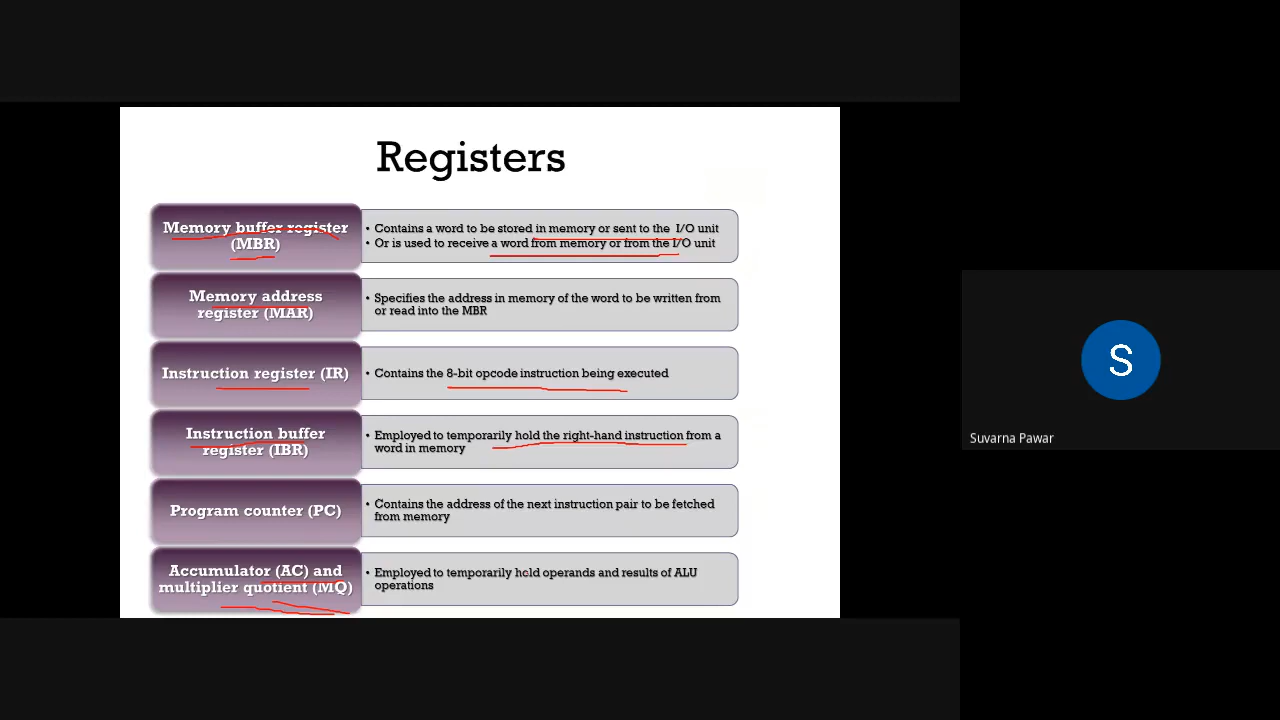 Registers
Memory buffer register
(MBR)
• Contains a word to be stored in memory or sent to the I/O unit
• Or is used to receive a word from memory or from the I/O unit
Memory address
register (MAR)
• Specifies the address in memory of the word to be written from
or read into the MBR
Instruction register (IR)
• Contains the 8-bit opcode instruction being executed
Instruction buffer
register (IBR)
• Employed to temporarily hold the right-hand instruction from a
word in memory
Program counter (PC)
• Contains the address of the next instruction pair to be fetched
from memory
Accumulator (AC) and
multiplier quotient (MQ)
• Employed to temporarily hold operands and results of ALU
operations
S
Suvarna Pawar